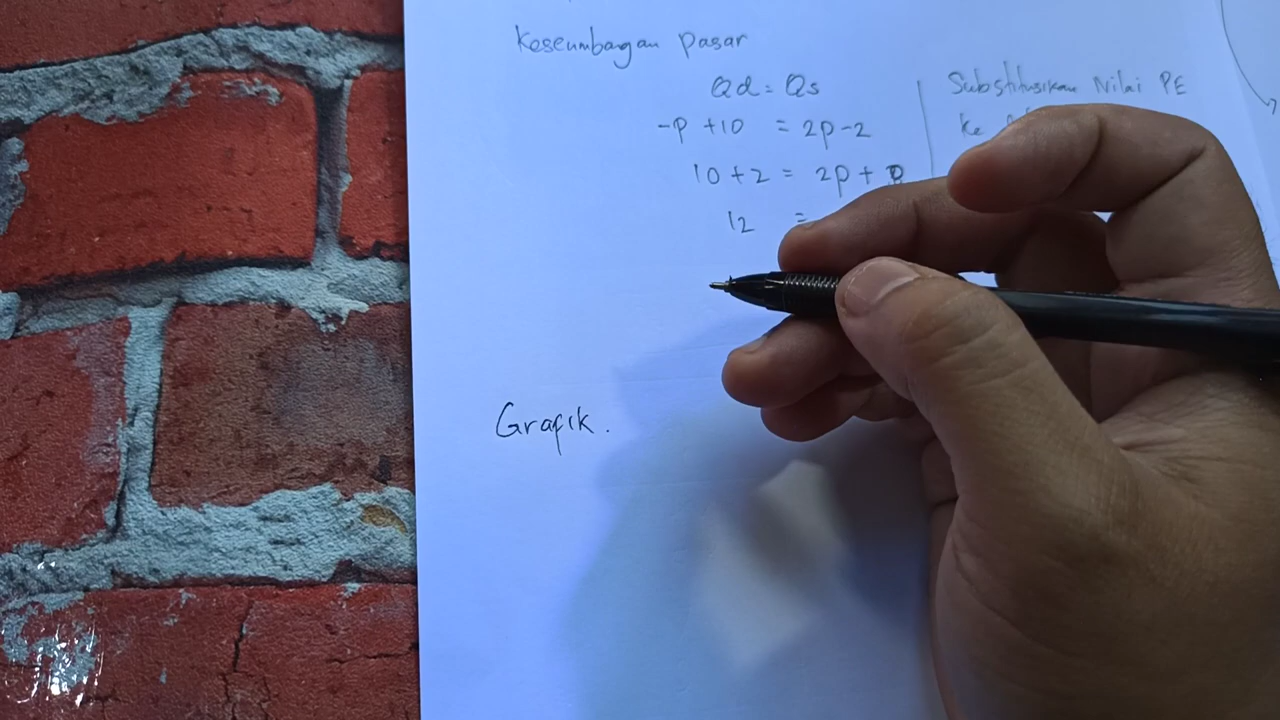 Keseimbangan pasar
Qd = Qs
-P + 10 = 2P - 2
10 + 2 = 2P + P
12 =
Substitusikan Nilai PE
ke
Grafik.